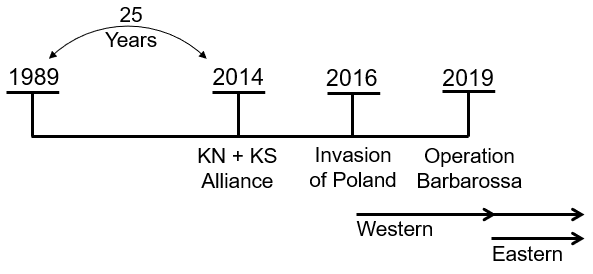 25
Years
1989
2014
2016
2019
KN + KS
Alliance
Invasion
of Poland
Operation
Barbarossa
Western
Eastern